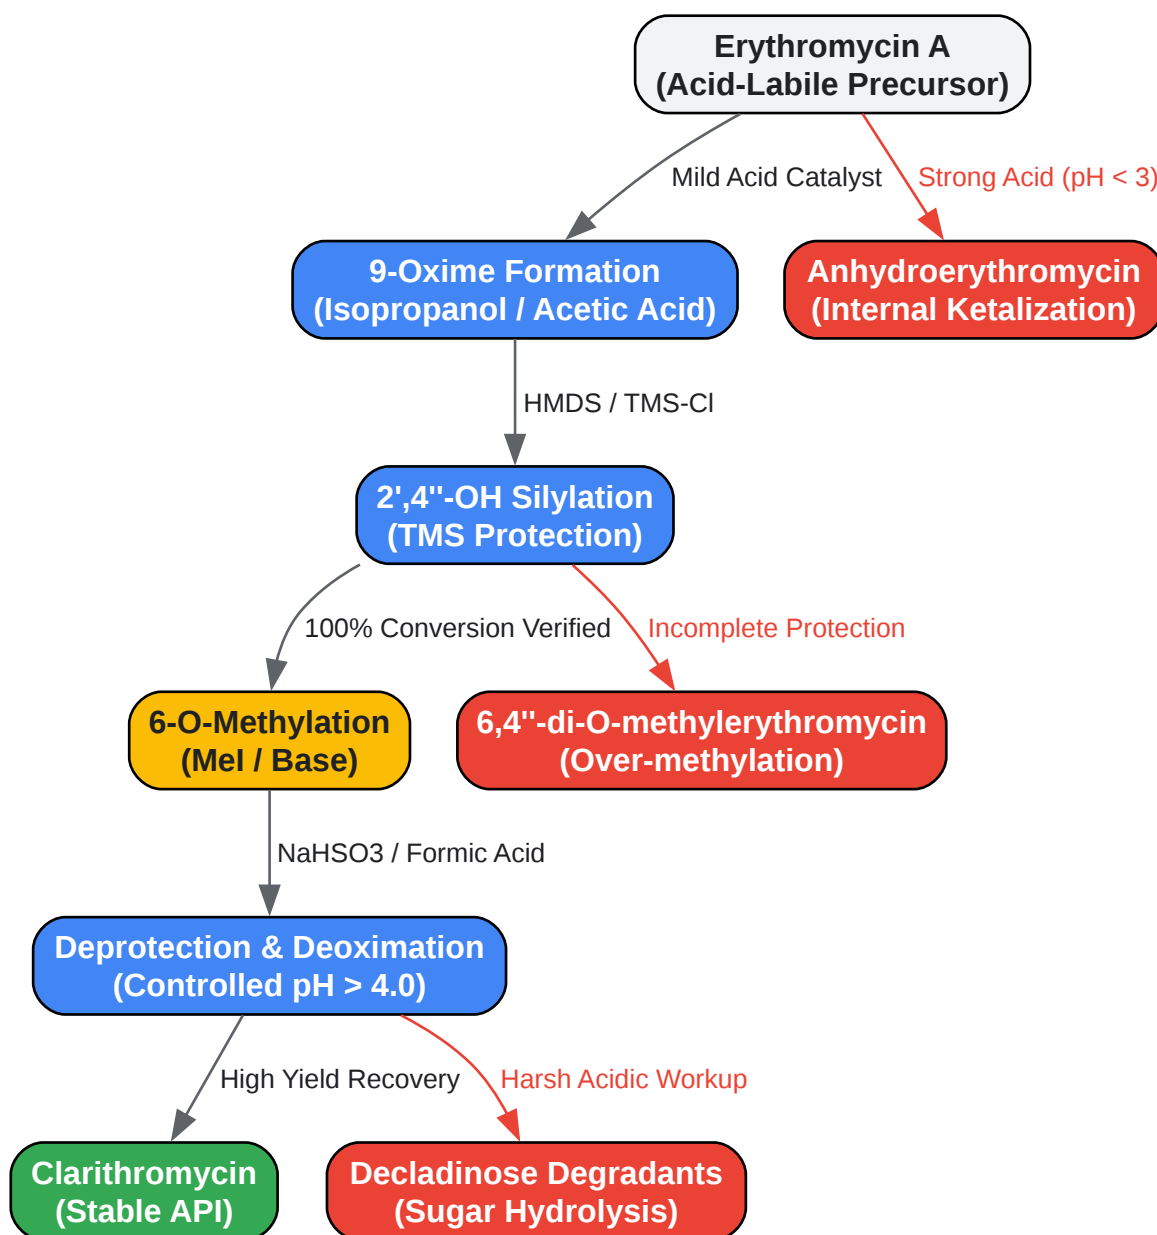 Erythromycin A
(Acid-Labile Precursor)
Mild Acid Catalyst
Strong Acid (pH < 3)
9-Oxime Formation
(Isopropanol / Acetic Acid)
Anhydroerythromycin
(Internal Ketalization)
HMDS / TMS-Cl
2',4''-OH Silylation
(TMS Protection)
100% Conversion Verified
Incomplete Protection
6-O-Methylation
(MeI / Base)
6,4''-di-O-methylerythromycin
(Over-methylation)
NaHSO3 / Formic Acid
Deprotection & Deoximation
(Controlled pH > 4.0)
High Yield Recovery
Harsh Acidic Workup
Clarithromycin
(Stable API)
Decladinose Degradants
(Sugar Hydrolysis)